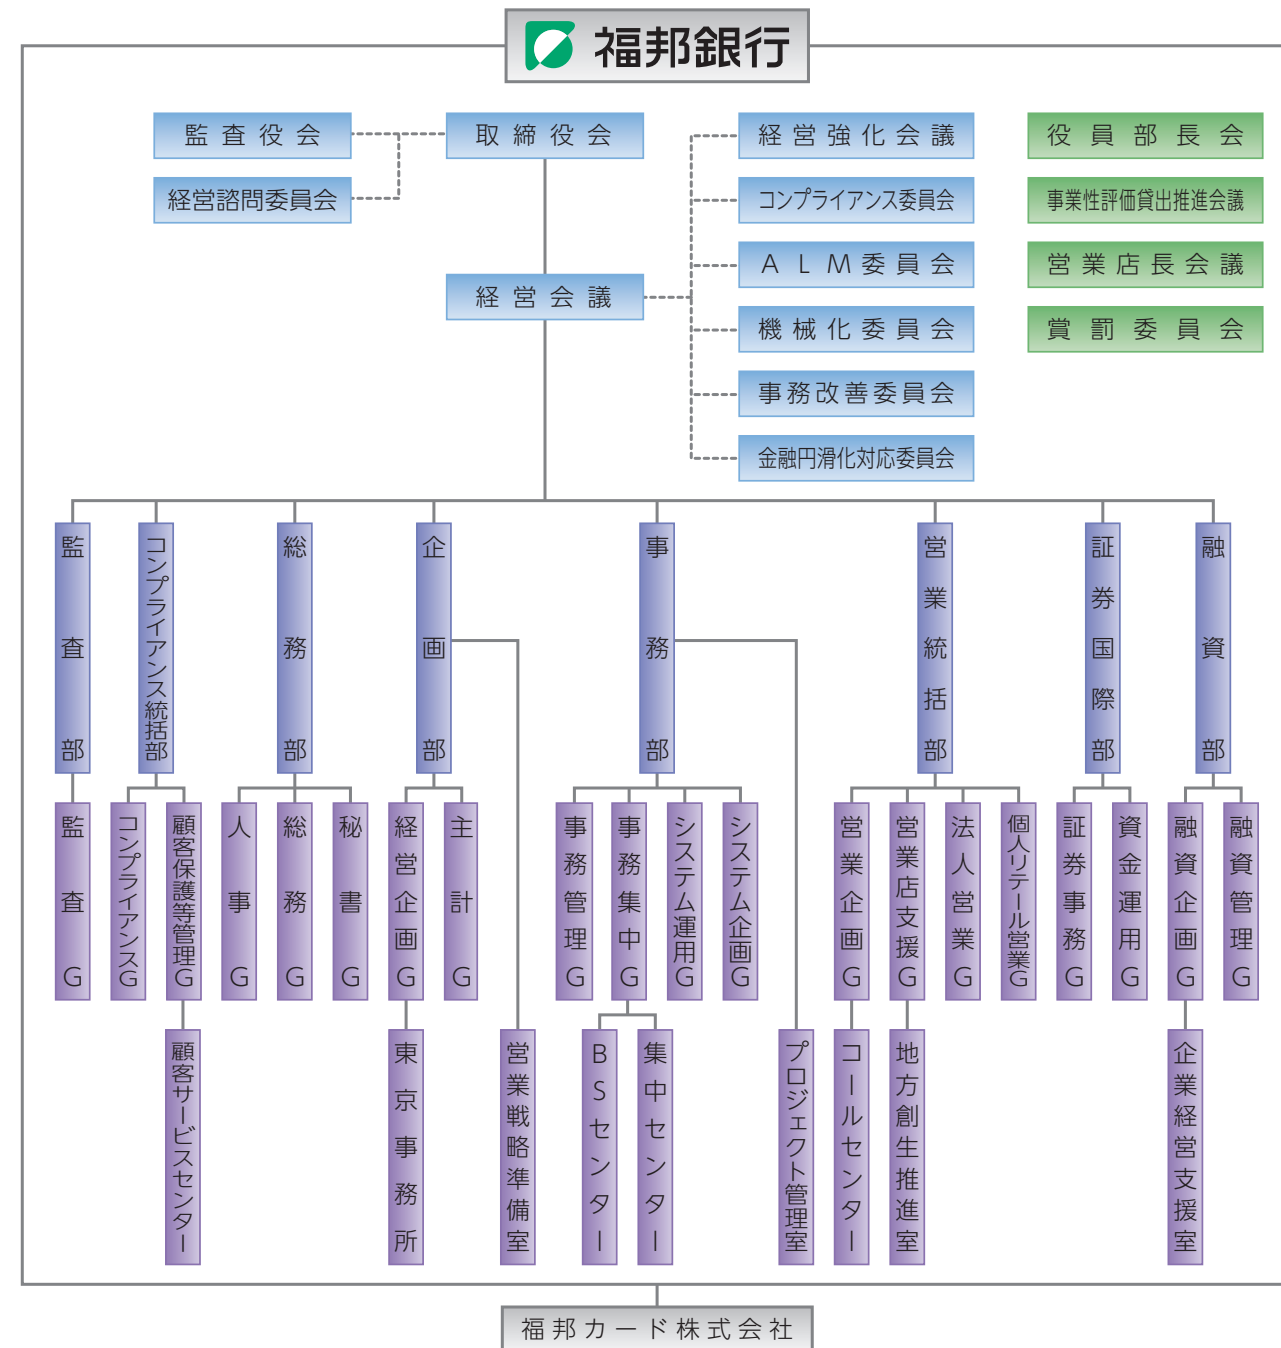 福邦銀行
監査役会
取締役会
経営強化会議
役員部長会
経営諮問委員会
コンプライアンス委員会
事業性評価貸出推進会議
ALM委員会
営業店長会議
経営会議
機械化委員会
賞罰委員会
事務改善委員会
金融円滑化対応委員会
監査部
コンプライアンス統括部
総務部
企画部
事務部
営業統括部
証券国際部
融資部
監査G
コンプライアンスG
顧客保護等管理G
人事G
総務G
秘書G
経営企画G
主計G
事務管理G
事務集中G
システム運用G
システム企画G
営業企画G
営業店支援G
法人営業G
個人リテール営業G
証券事務G
資金運用G
融資企画G
融資管理G
顧客サービスセンター
東京事務所
営業戦略準備室
BSセンター
集中センター
プロジェクト管理室
コールセンター
地方創生推進室
企業経営支援室
福邦カード株式会社